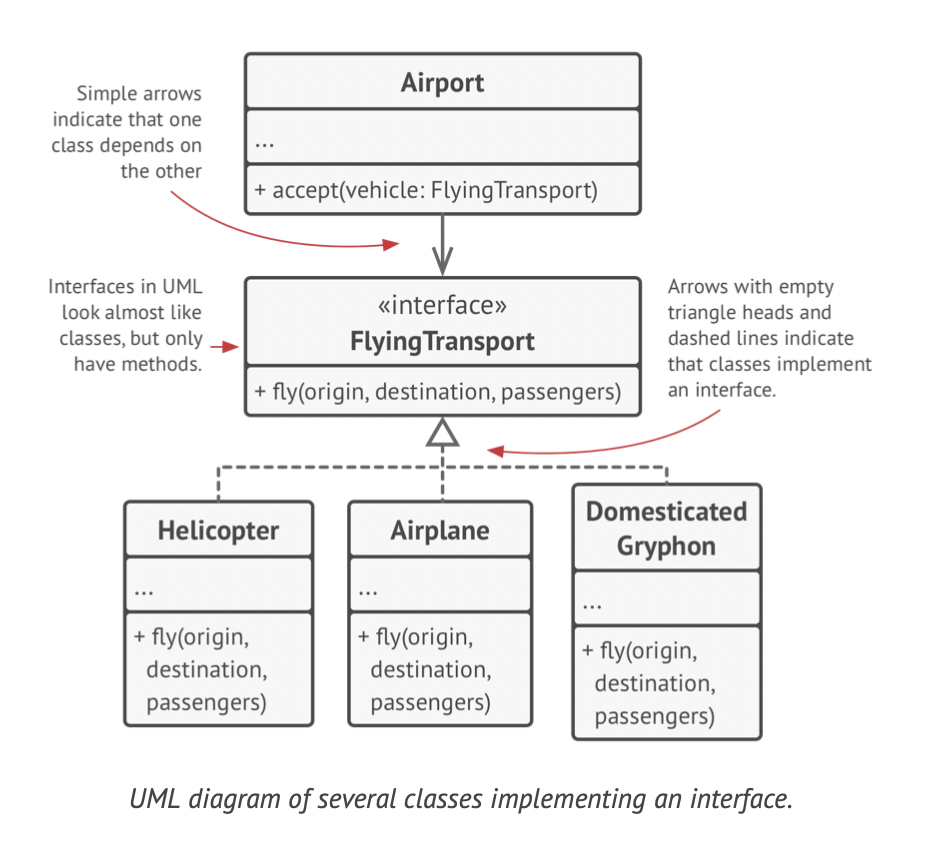 Airport
...
+ accept(vehicle: FlyingTransport)
Simple arrows
indicate that one
class depends on
the other
Interfaces in UML
look almost like
classes, but only
have methods.
«interface»
FlyingTransport
+ fly(origin, destination, passengers)
Arrows with empty
triangle heads and
dashed lines indicate
that classes implement
an interface.
Helicopter
...
+ fly(origin,
destination,
passengers)
Airplane
...
+ fly(origin,
destination,
passengers)
Domesticated
Gryphon
...
+ fly(origin,
destination,
passengers)
UML diagram of several classes implementing an interface.